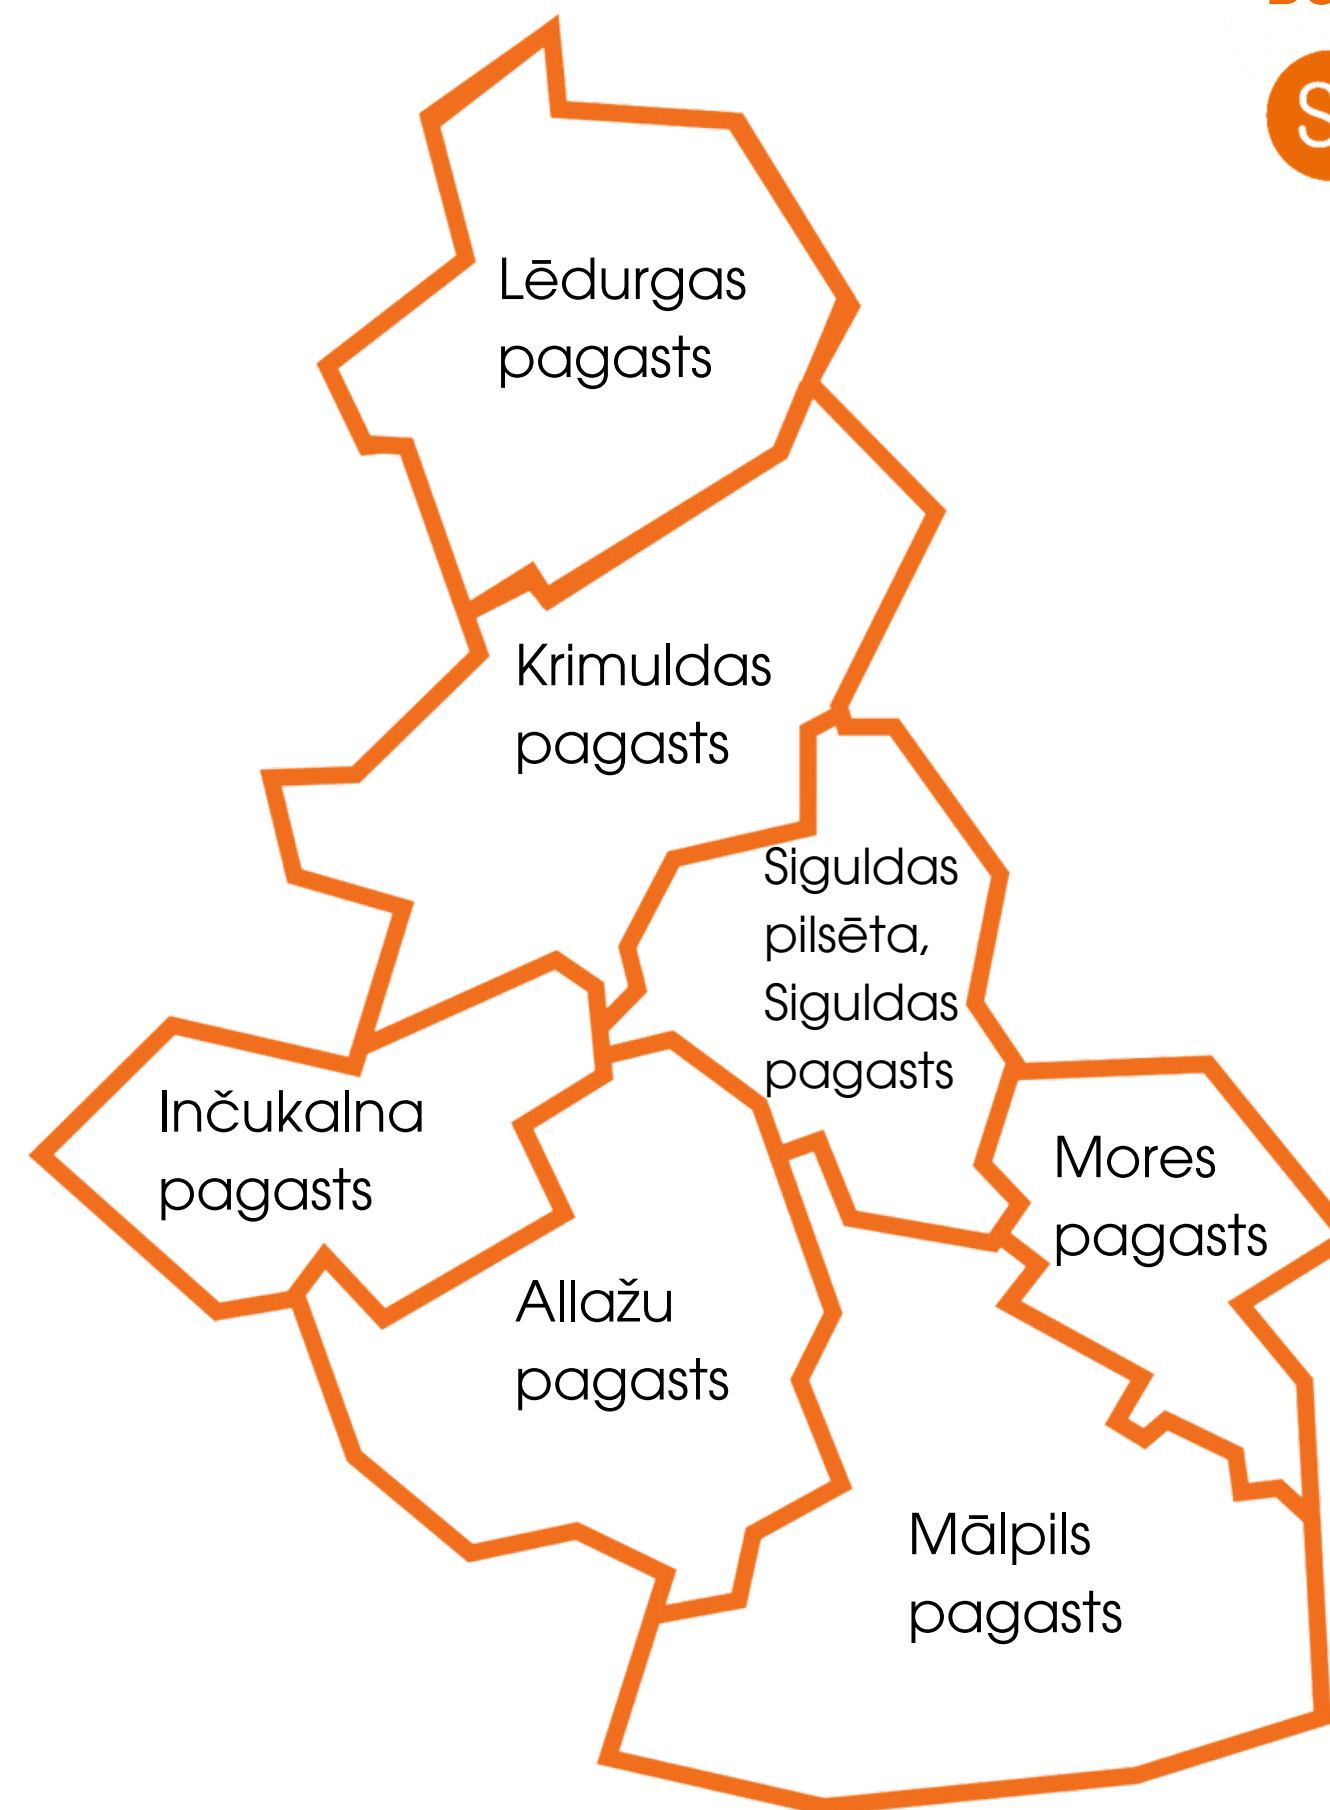 S
Lēdurgas
pagasts
Krimuldas
pagasts
Siguldas
pilsēta,
Siguldas
pagasts
Inčukalna
pagasts
Mores
pagasts
Allažu
pagasts
Mālpils
pagasts